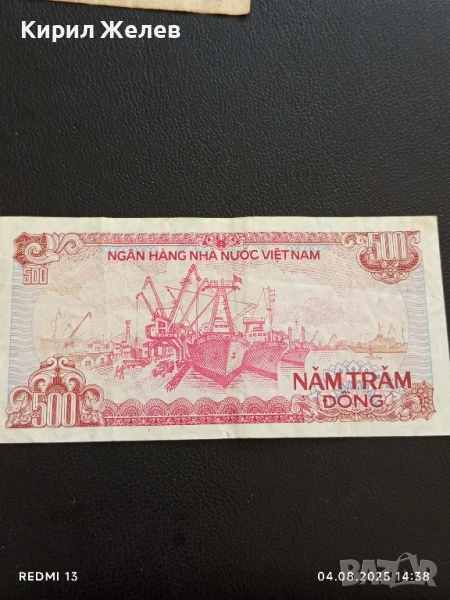 Кирил Желев
NGÂN HÀNG NHÀ NƯỚC VIỆT NAM
500
500
NĂM TRĂM
ĐỒNG
500
REDMI 13
04.08.2025 14:38
BAZAR